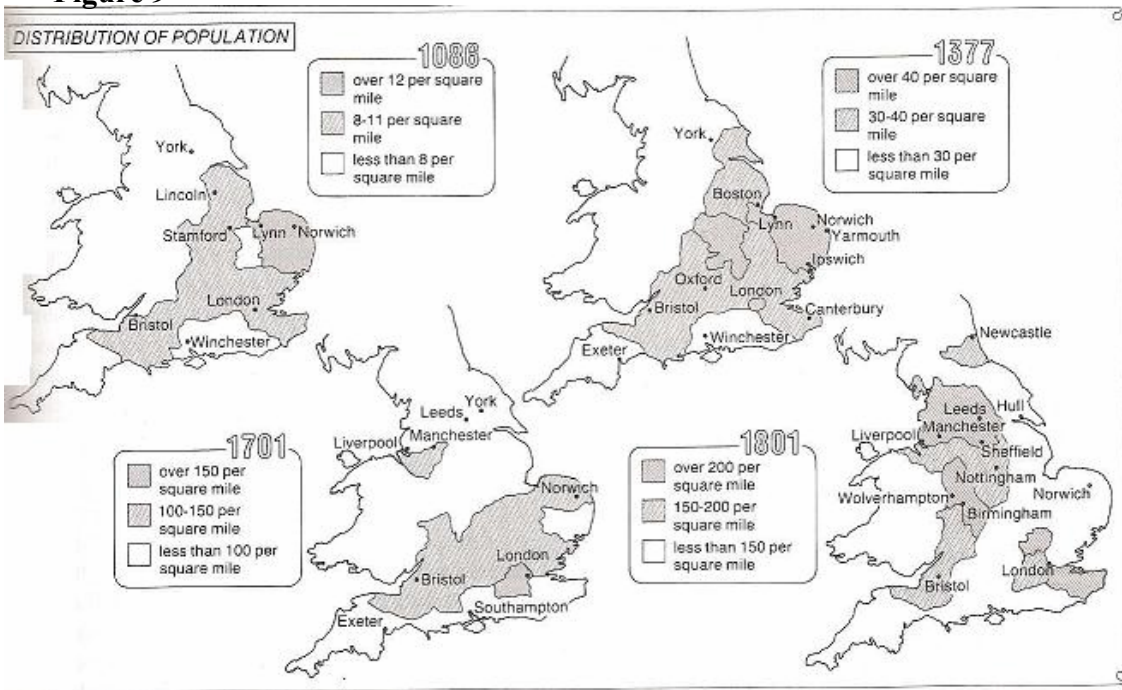 Figure 9
DISTRIBUTION OF POPULATION
1086
over 12 per square
mile
8-11 per square
mile
less than 8 per
square mile
York
Lincoln
Stamford
Lynn
Norwich
London
Bristol
Winchester
1377
over 40 per square
mile
30-40 per square
mile
less than 30 per
square mile
York
Boston
Lynn
Norwich
Yarmouth
Ipswich
Oxford
London
Bristol
Canterbury
Winchester
Exeter
1701
over 150 per
square mile
100-150 per
square mile
less than 100 per
square mile
York
Leeds
Manchester
Liverpool
Norwich
London
Bristol
Southampton
Exeter
1801
over 200 per
square mile
150-200 per
square mile
less than 150 per
square mile
Newcastle
Leeds
Hull
Manchester
Liverpool
Sheffield
Nottingham
Norwich
Wolverhampton
Birmingham
London
Bristol